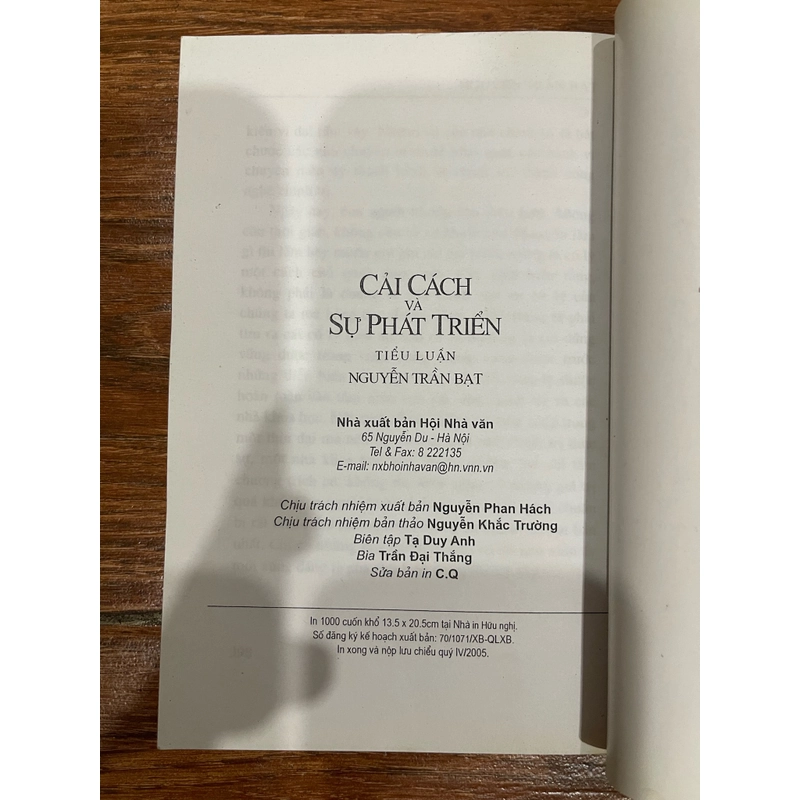 CẢI CÁCH
VÀ
SỰ PHÁT TRIỂN
TIỂU LUẬN
NGUYỄN TRẦN BẠT
Nhà xuất bản Hội Nhà văn
65 Nguyễn Du - Hà Nội
Tel & Fax: 8 222135
E-mail: nxbhoinhavan@hn.vnn.vn
Chịu trách nhiệm xuất bản Nguyễn Phan Hách
Chịu trách nhiệm bản thảo Nguyễn Khắc Trường
Biên tập Tạ Duy Anh
Bìa Trần Đại Thắng
Sửa bản in C.Q
In 1000 cuốn khổ 13.5 x 20.5cm tại Nhà in Hữu nghị.
Số đăng ký kế hoạch xuất bản: 70/1071/XB-QLXB.
In xong và nộp lưu chiểu quý IV/2005.